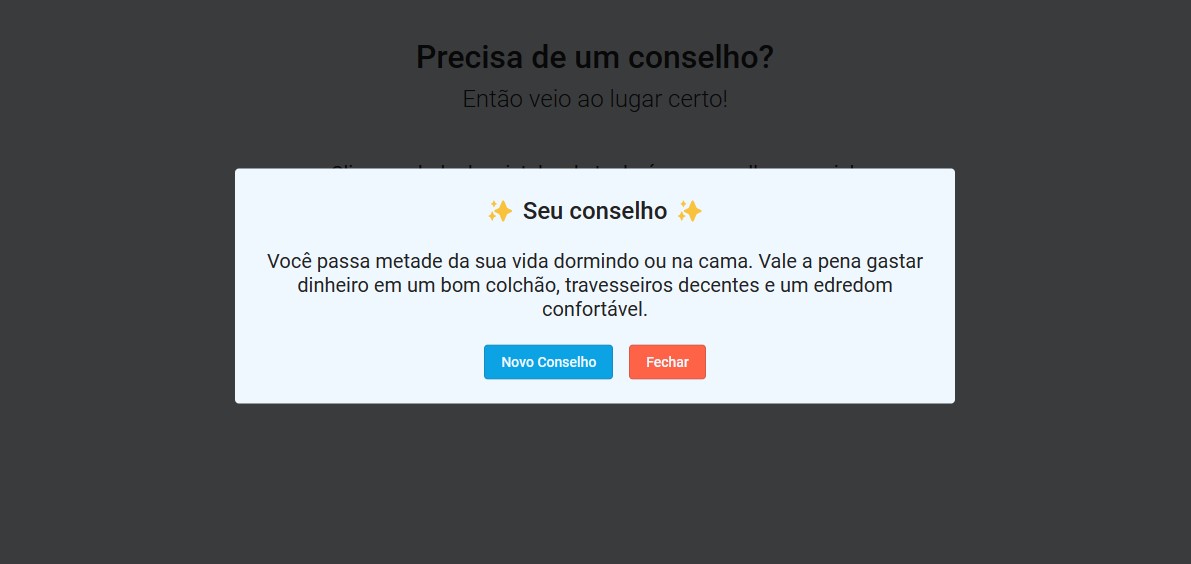 Precisa de um conselho?
Então veio ao lugar certo!
✨ Seu conselho ✨
Você passa metade da sua vida dormindo ou na cama. Vale a pena gastar
dinheiro em um bom colchão, travesseiros decentes e um edredom
confortável.
Novo Conselho
Fechar